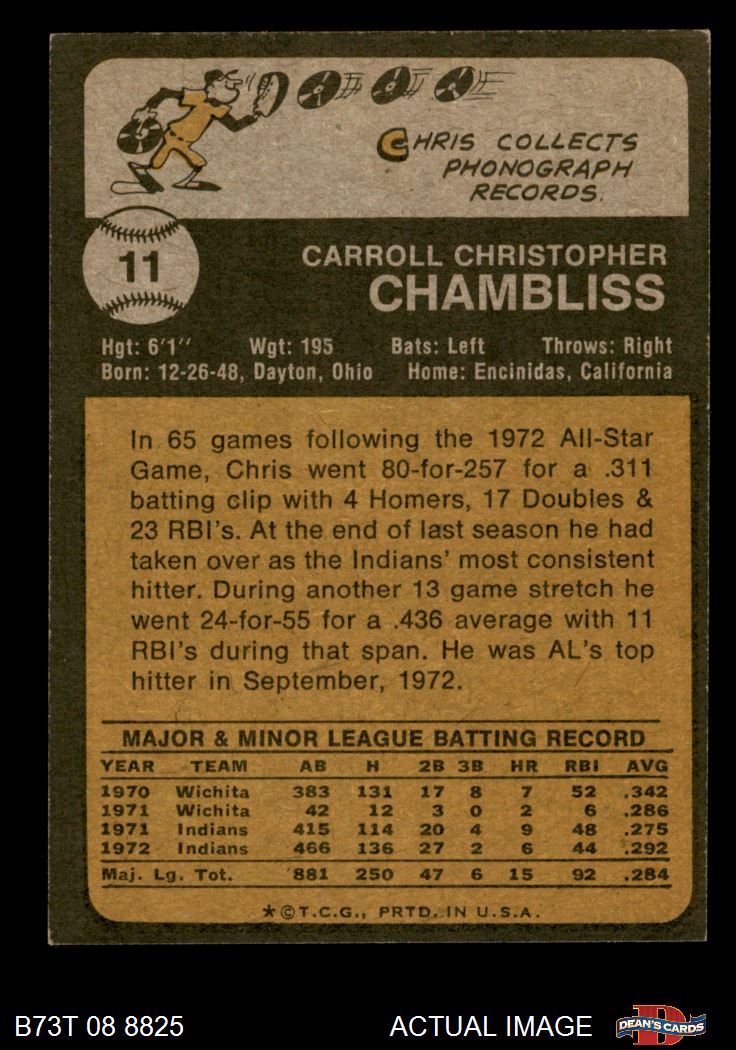 CHRIS COLLECTS
PHONOGRAPH
RECORDS.
11
CARROLL CHRISTOPHER
CHAMBLISS
Hgt: 6'1" Wgt: 195 Bats: Left Throws: Right
Born: 12-26-48, Dayton, Ohio Home: Encinidas, California
In 65 games following the 1972 All-Star
Game, Chris went 80-for-257 for a .311
batting clip with 4 Homers, 17 Doubles &
23 RBI's. At the end of last season he had
taken over as the Indians' most consistent
hitter. During another 13 game stretch he
went 24-for-55 for a .436 average with 11
RBI's during that span. He was AL's top
hitter in September, 1972.
MAJOR & MINOR LEAGUE BATTING RECORD
YEAR TEAM AB H 2B 3B HR RBI AVG
1970 Wichita 383 131 17 8 7 52 .342
1971 Wichita 42 12 3 0 2 6 .286
1971 Indians 415 114 20 4 9 48 .275
1972 Indians 466 136 27 2 6 44 .292
Maj. Lg. Tot. 881 250 47 6 15 92 .284
★©T.C.G., PRTD. IN U.S.A.
B73T 08 8825 ACTUAL IMAGE
D
DEAN'S CARDS